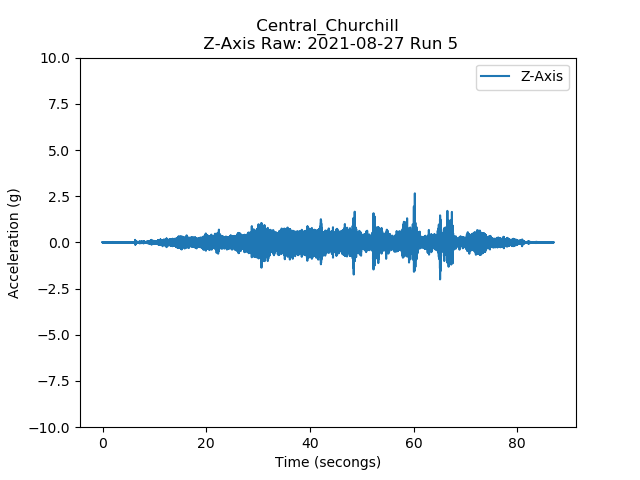 Central_Churchill
Z-Axis Raw: 2021-08-27 Run 5
Z-Axis
10.0
7.5
5.0
2.5
0.0
−2.5
−5.0
−7.5
−10.0
Acceleration (g)
0 20 40 60 80
Time (secongs)